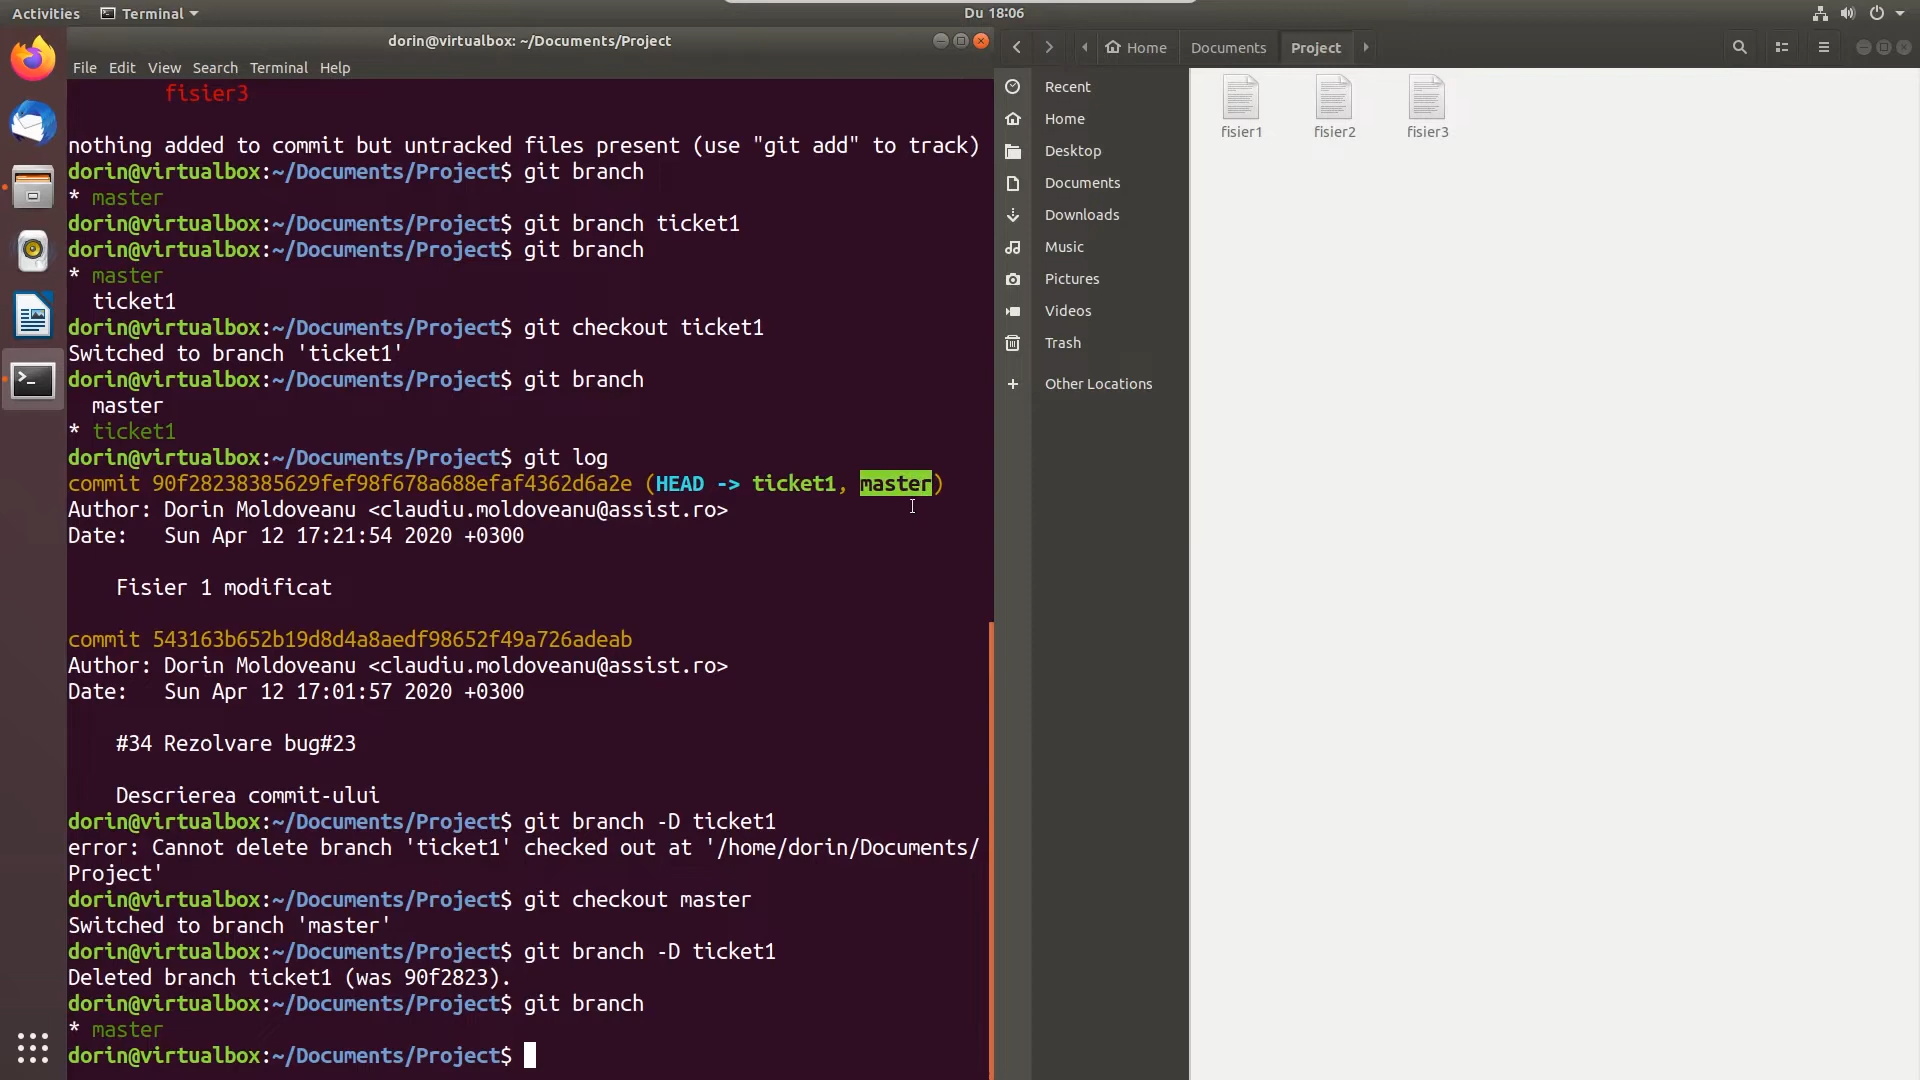 Activities
Terminal
Du 18:06
dorin@virtualbox: ~/Documents/Project
File Edit View Search Terminal Help
fisier3
nothing added to commit but untracked files present (use "git add" to track)
dorin@virtualbox:~/Documents/Project$ git branch
* master
dorin@virtualbox:~/Documents/Project$ git branch ticket1
dorin@virtualbox:~/Documents/Project$ git branch
* master
ticket1
dorin@virtualbox:~/Documents/Project$ git checkout ticket1
Switched to branch 'ticket1'
dorin@virtualbox:~/Documents/Project$ git branch
master
* ticket1
dorin@virtualbox:~/Documents/Project$ git log
commit 90f28238385629fef98f678a688efaf4362d6a2e (HEAD -> ticket1, master)
Author: Dorin Moldoveanu <claudiu.moldoveanu@assist.ro>
Date:   Sun Apr 12 17:21:54 2020 +0300
Fisier 1 modificat
commit 543163b652b19d8d4a8aedf98652f49a726adeab
Author: Dorin Moldoveanu <claudiu.moldoveanu@assist.ro>
Date:   Sun Apr 12 17:01:57 2020 +0300
#34 Rezolvare bug#23
Descrierea commit-ului
dorin@virtualbox:~/Documents/Project$ git branch -D ticket1
error: Cannot delete branch 'ticket1' checked out at '/home/dorin/Documents/
Project'
dorin@virtualbox:~/Documents/Project$ git checkout master
Switched to branch 'master'
dorin@virtualbox:~/Documents/Project$ git branch -D ticket1
Deleted branch ticket1 (was 90f2823).
dorin@virtualbox:~/Documents/Project$ git branch
* master
dorin@virtualbox:~/Documents/Project$
Home Documents Project
Recent
Home
Desktop
Documents
Downloads
Music
Pictures
Videos
Trash
Other Locations
fisier1 fisier2 fisier3